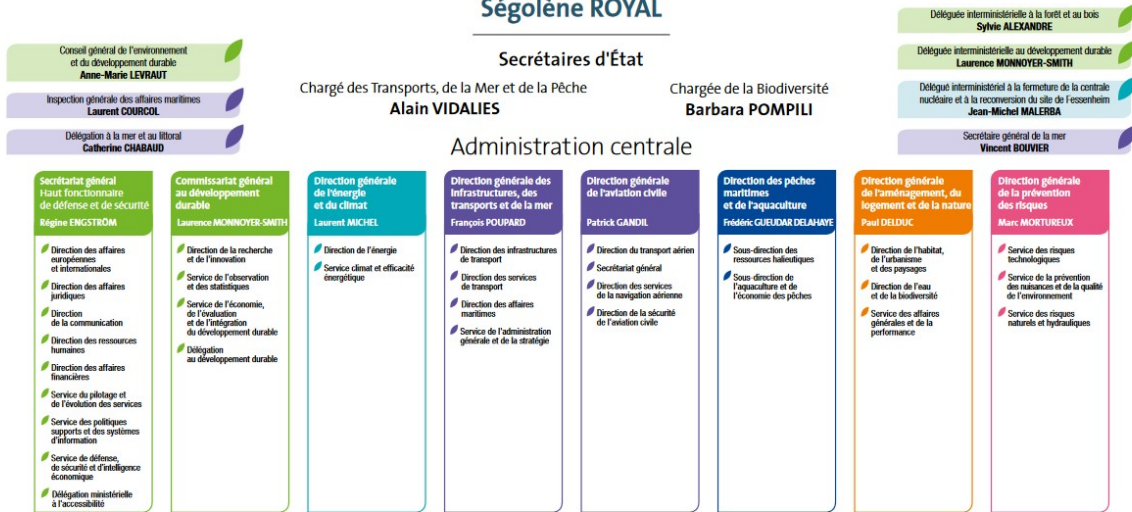 Ségolène ROYAL
Secrétaires d'État
Chargé des Transports, de la Mer et de la Pêche
Alain VIDALIES
Chargée de la Biodiversité
Barbara POMPILI
Conseil général de l'environnement
et du développement durable
Anne-Marie LEVRAUT
Inspection générale des affaires maritimes
Laurent COURCOL
Délégation à la mer et au littoral
Catherine CHABAUD
Déléguée interministérielle à la forêt et au bois
Sylvie ALEXANDRE
Déléguée interministérielle au développement durable
Laurence MONNOYER-SMITH
Délégué interministériel à la fermeture de la centrale
nucléaire et à la reconversion du site de Fessenheim
Jean-Michel MALERBA
Secrétaire général de la mer
Vincent BOUVIER
Administration centrale
Secrétariat général
Haut fonctionnaire
de défense et de sécurité
Régine ENGSTRÖM
Direction des affaires
européennes
et internationales
Direction des affaires
juridiques
Direction
de la communication
Direction des ressources
humaines
Direction des affaires
financières
Service du pilotage et
de l'évolution des services
Service des politiques
supports et des systèmes
d'information
Service de défense,
de sécurité et d'intelligence
économique
Délégation ministérielle
à l'accessibilité
Commissariat général
au développement
durable
Laurence MONNOYER-SMITH
Direction de la recherche
et de l'innovation
Service de l'observation
et des statistiques
Service de l'économie,
de l'évaluation
et de l'intégration
du développement durable
Délégation
au développement durable
Direction générale
de l'énergie
et du climat
Laurent MICHEL
Direction de l'énergie
Service climat et efficacité
énergétique
Direction générale des
infrastructures, des
transports et de la mer
François POUPARD
Direction des infrastructures
de transport
Direction des services
de transport
Direction des affaires
maritimes
Service de l'administration
générale et de la stratégie
Direction générale
de l'aviation civile
Patrick GANDIL
Direction du transport aérien
Secrétariat général
Direction des services
de la navigation aérienne
Direction de la sécurité
de l'aviation civile
Direction des pêches
maritimes
et de l'aquaculture
Frédéric GUEUDAR DELAHAYE
Sous-direction des
ressources halieutiques
Sous-direction de
l'aquaculture et de
l'économie des pêches
Direction générale
de l'aménagement, du
logement et de la nature
Paul DELDUC
Direction de l'habitat,
de l'urbanisme
et des paysages
Direction de l'eau
et de la biodiversité
Service des affaires
générales et de la
performance
Direction générale
de la prévention
des risques
Marc MORTUREUX
Service des risques
technologiques
Service de la prévention
des nuisances et de la qualité
de l'environnement
Service des risques
naturels et hydrauliques